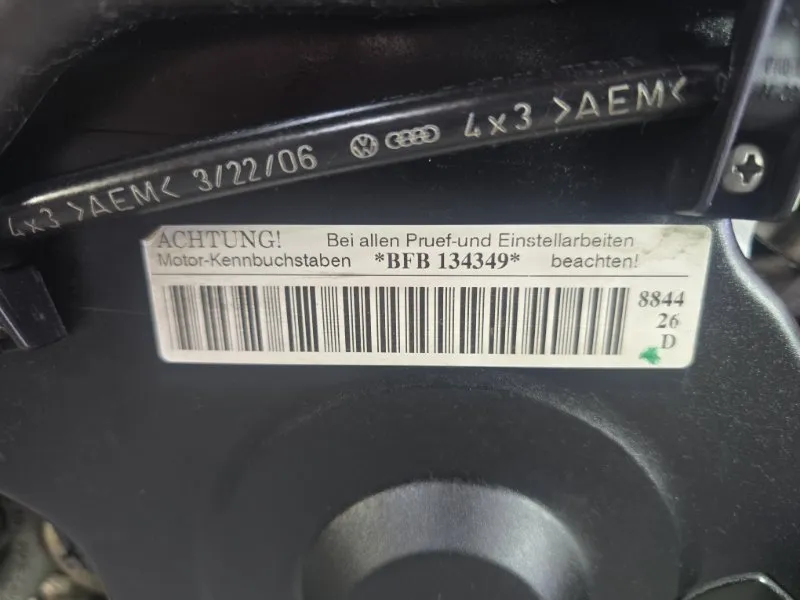 4x3 >AEM< 3/22/06 4x3 >AEM<
ACHTUNG! Bei allen Pruef-und Einstellarbeiten
Motor-Kennbuchstaben *BFB 134349* beachten!
8844
26
D